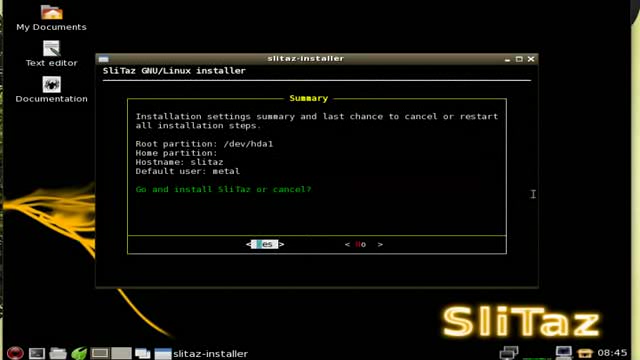 My Documents
Text editor
Documentation
slitaz-installer
SliTaz GNU/Linux installer
Summary
Installation settings summary and last chance to cancel or restart
all installation steps.
Root partition: /dev/hda1
Home partition:
Hostname: slitaz
Default user: metal
Go and install SliTaz or cancel?
< Yes > < No >
SliTaz
slitaz-installer
08:45